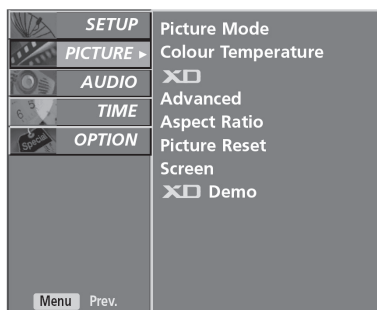 SETUP
PICTURE ►
AUDIO
TIME
OPTION
Picture Mode
Colour Temperature
XD
Advanced
Aspect Ratio
Picture Reset
Screen
XD Demo
Menu Prev.